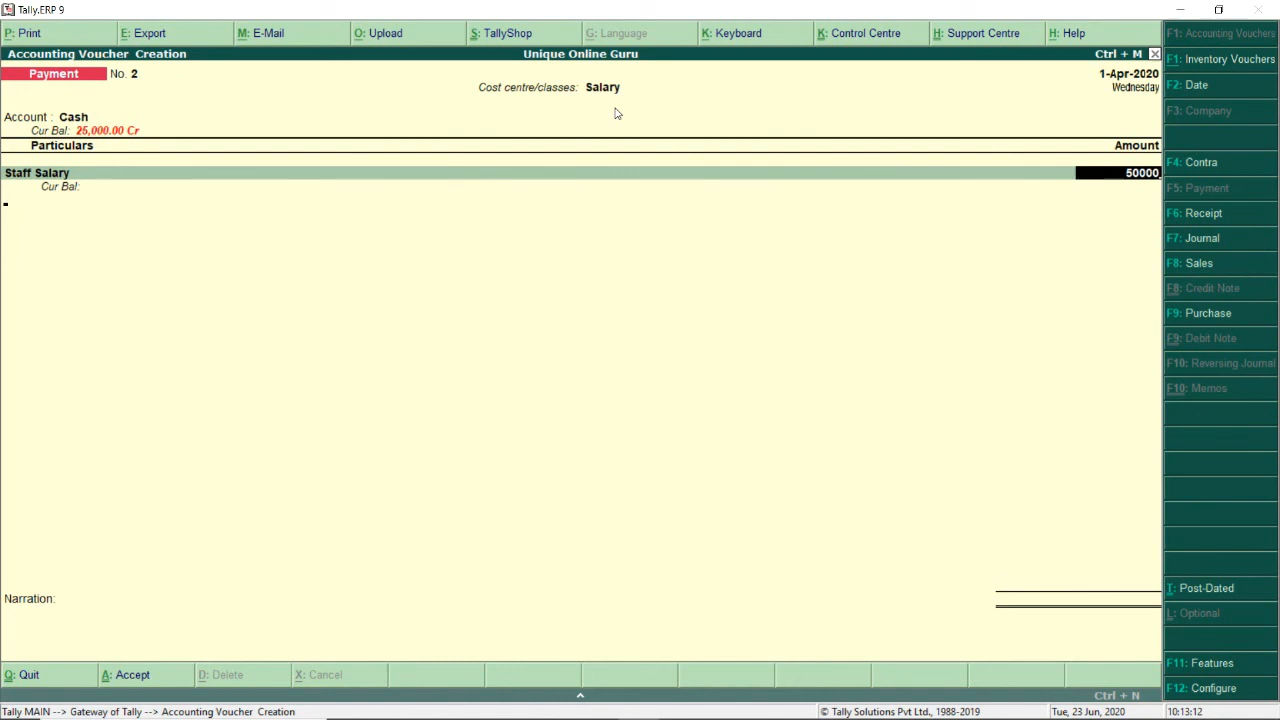 Tally.ERP 9
P: Print
E: Export
M: E-Mail
O: Upload
S: TallyShop
G: Language
K: Keyboard
K: Control Centre
H: Support Centre
H: Help
Accounting Voucher Creation
Unique Online Guru
Ctrl + M
Payment No. 2
1-Apr-2020
Cost centre/classes: Salary
Wednesday
Account : Cash
Cur Bal: 25,000.00 Cr
Particulars
Amount
Staff Salary
50000
Cur Bal:
Narration:
F1: Accounting Vouchers
F1: Inventory Vouchers
F2: Date
F3: Company
F4: Contra
F5: Payment
F6: Receipt
F7: Journal
F8: Sales
F8: Credit Note
F9: Purchase
F9: Debit Note
F10: Reversing Journal
F10: Memos
T: Post-Dated
L: Optional
F11: Features
F12: Configure
Q: Quit
A: Accept
D: Delete
X: Cancel
Ctrl + N
Tally MAIN --> Gateway of Tally --> Accounting Voucher Creation
© Tally Solutions Pvt Ltd., 1988-2019
Tue, 23 Jun, 2020
10:13:12